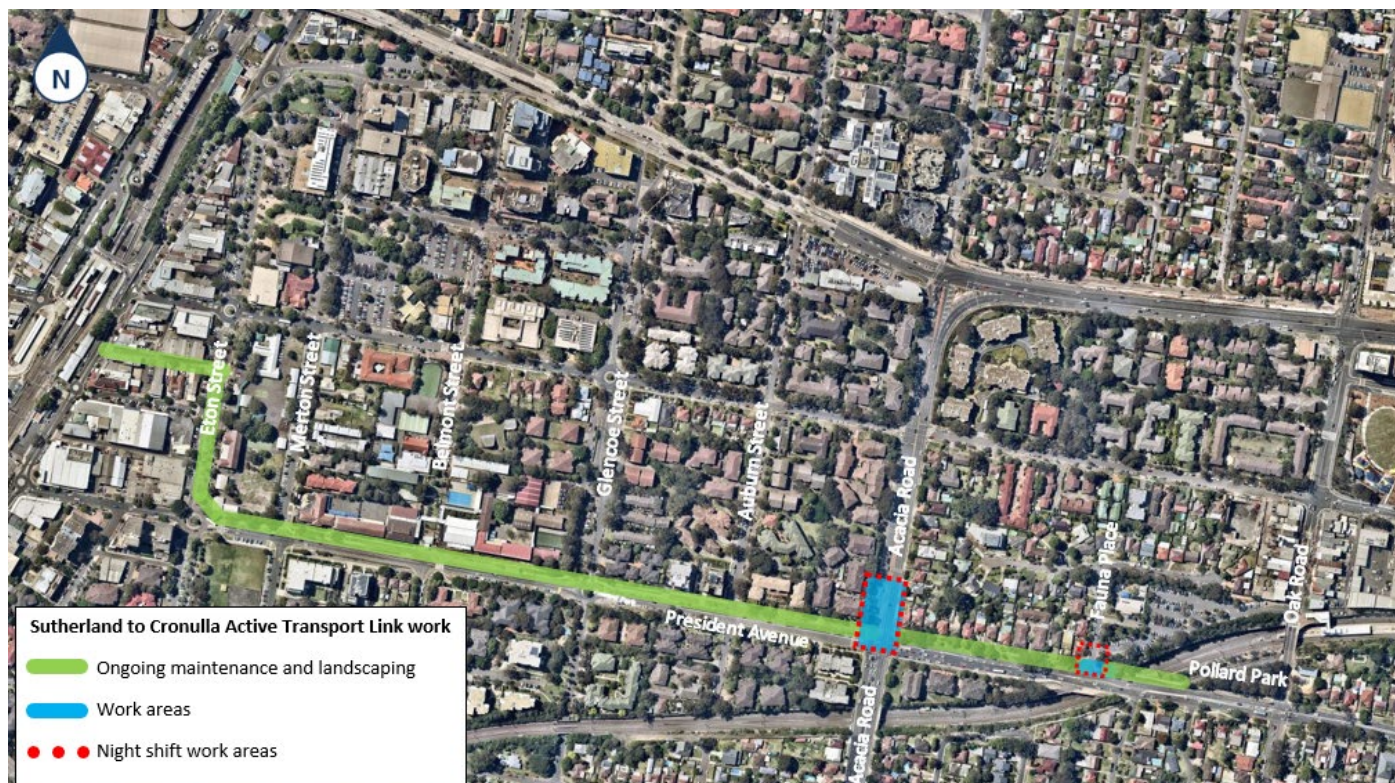 N
Eton Street
Merton Street
Belmont Street
Glencoe Street
Auburn Street
Acacia Road
Fauna Place
Oak Road
President Avenue
Pollard Park
Acacia Road
Sutherland to Cronulla Active Transport Link work
Ongoing maintenance and landscaping
Work areas
Night shift work areas